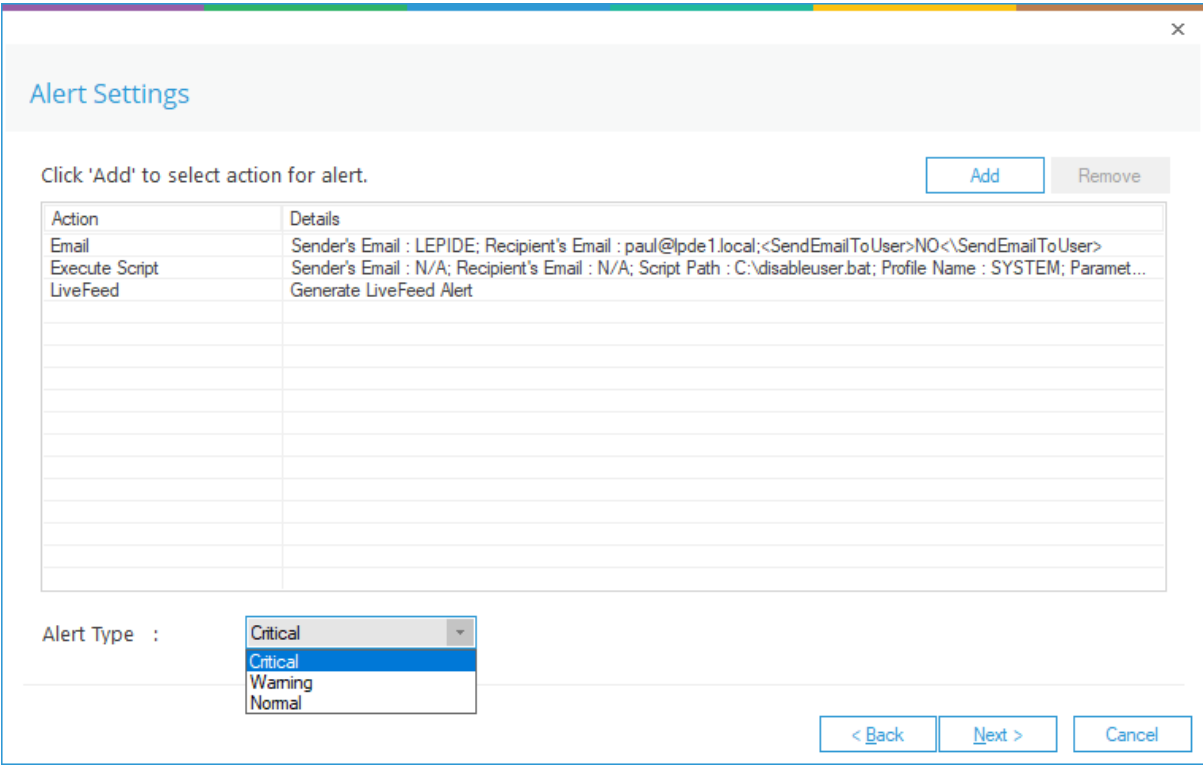 ×
Alert Settings
Click 'Add' to select action for alert.
Add
Remove
Action Details
Email Sender's Email : LEPIDE; Recipient's Email : paul@lpde1.local;<SendEmailToUser>NO<\SendEmailToUser>
Execute Script Sender's Email : N/A; Recipient's Email : N/A; Script Path : C:\disableuser.bat; Profile Name : SYSTEM; Paramet...
LiveFeed Generate LiveFeed Alert
Alert Type : Critical
Critical
Warning
Normal
< Back Next > Cancel